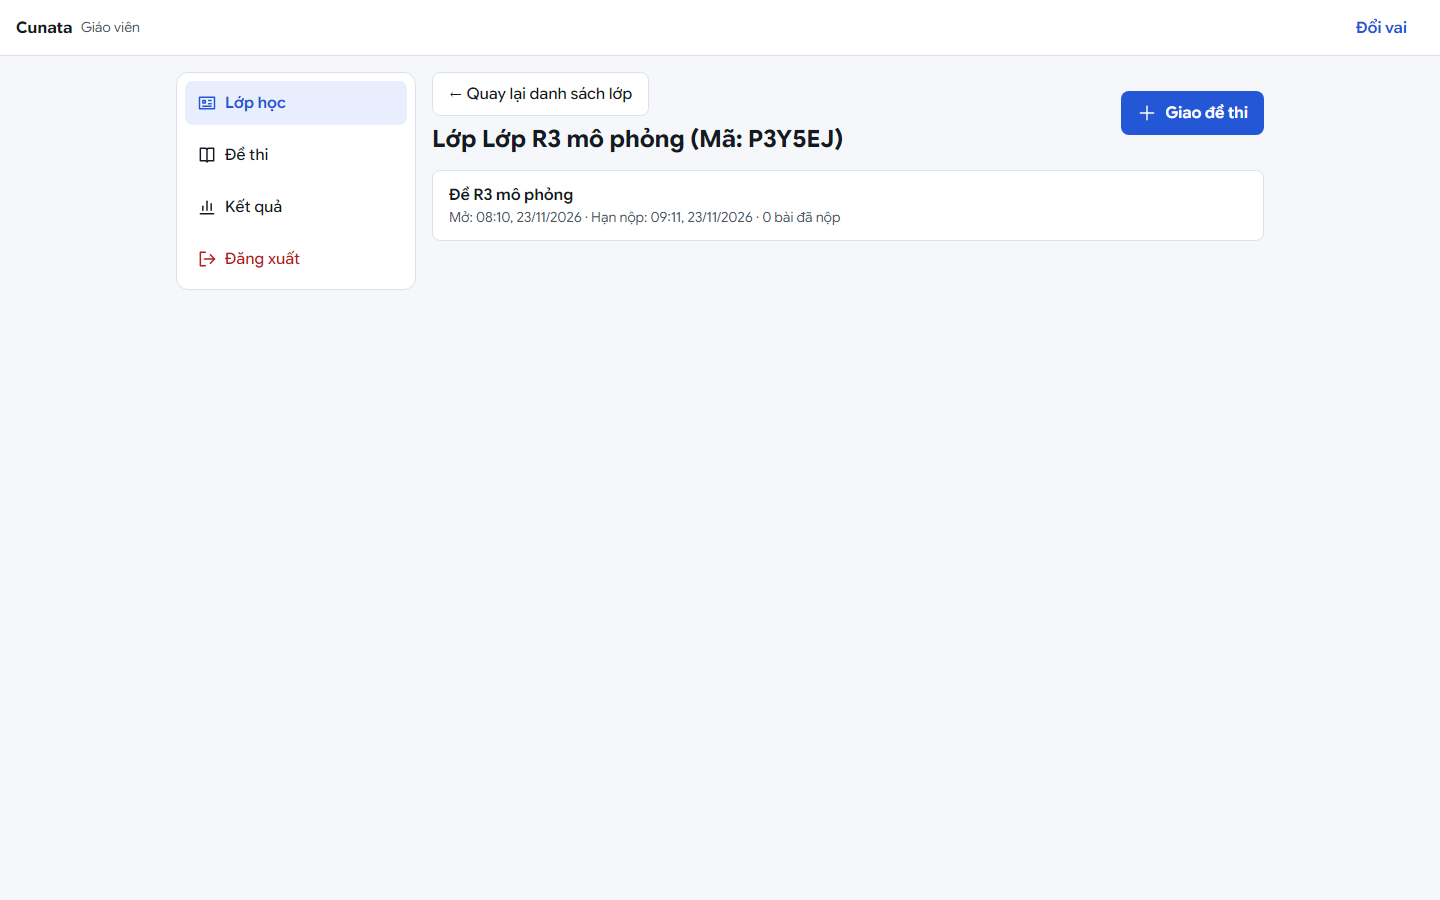 Cunata Giáo viên
Đổi vai
Lớp học
Đề thi
Kết quả
Đăng xuất
← Quay lại danh sách lớp
Lớp Lớp R3 mô phỏng (Mã: P3Y5EJ)
Giao đề thi
Đề R3 mô phỏng
Mở: 08:10, 23/11/2026 · Hạn nộp: 09:11, 23/11/2026 · 0 bài đã nộp